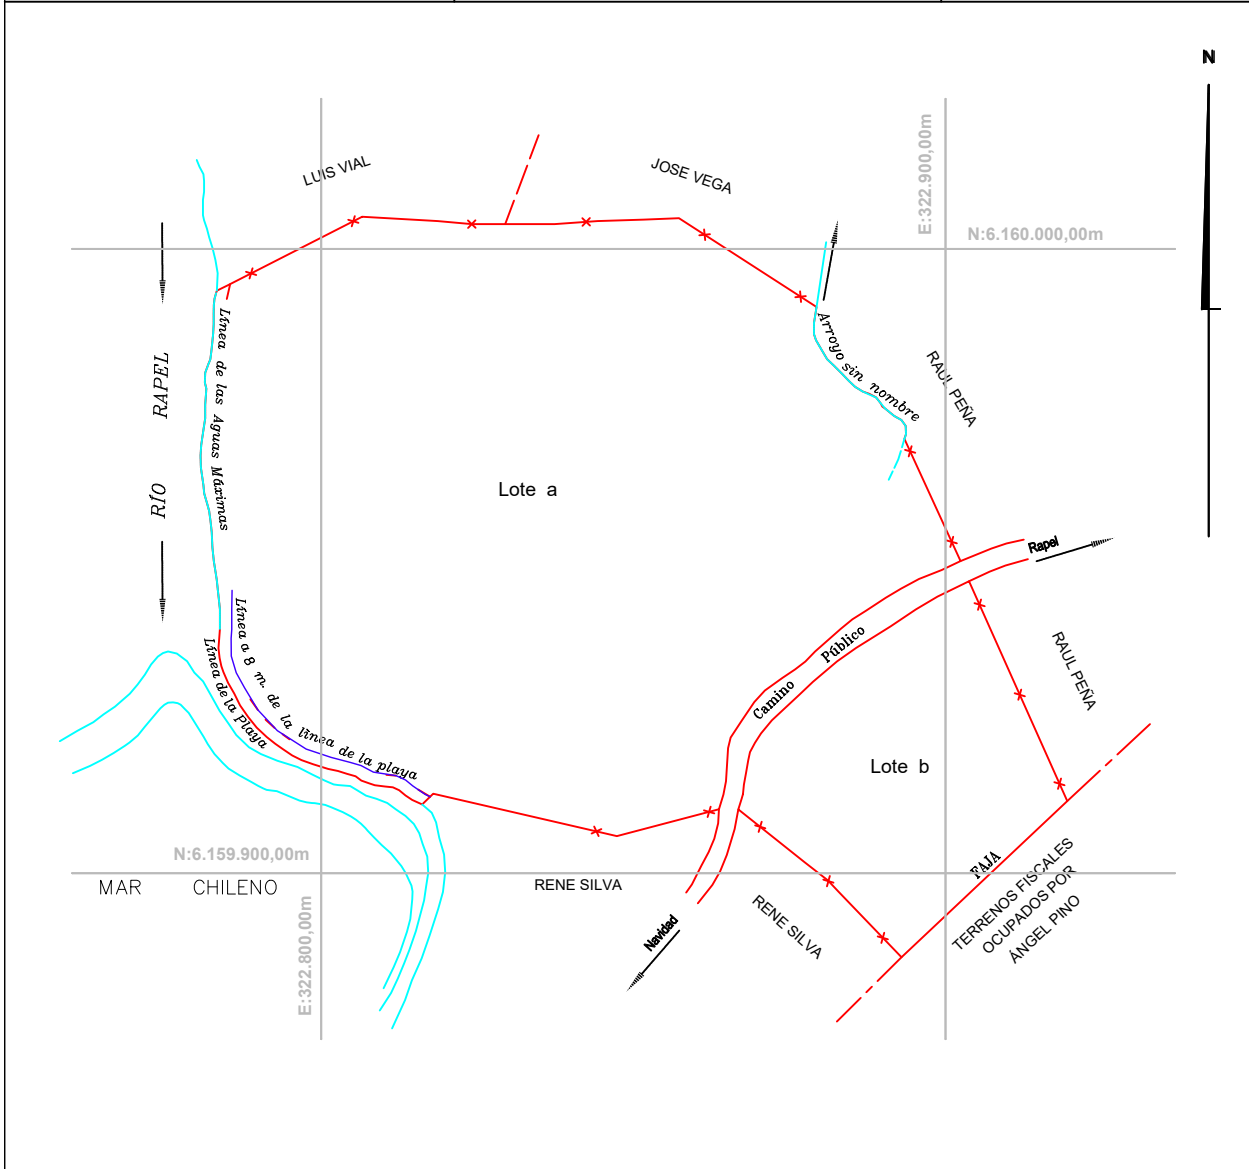 N
LUIS VIAL
JOSE VEGA
E:322.900,00m
N:6.160.000,00m
RÍO RAPEL
Línea de las Aguas Máximas
Arroyo sin nombre
RAUL PEÑA
Lote a
Rapel
Línea a 8 m. de la línea de la playa
Línea de la Playa
Camino Público
RAUL PEÑA
Lote b
N:6.159.900,00m
MAR CHILENO
E:322.800,00m
RENE SILVA
Navidad
RENE SILVA
FAJA
TERRENOS FISCALES
OCUPADOS POR
ÁNGEL PINO